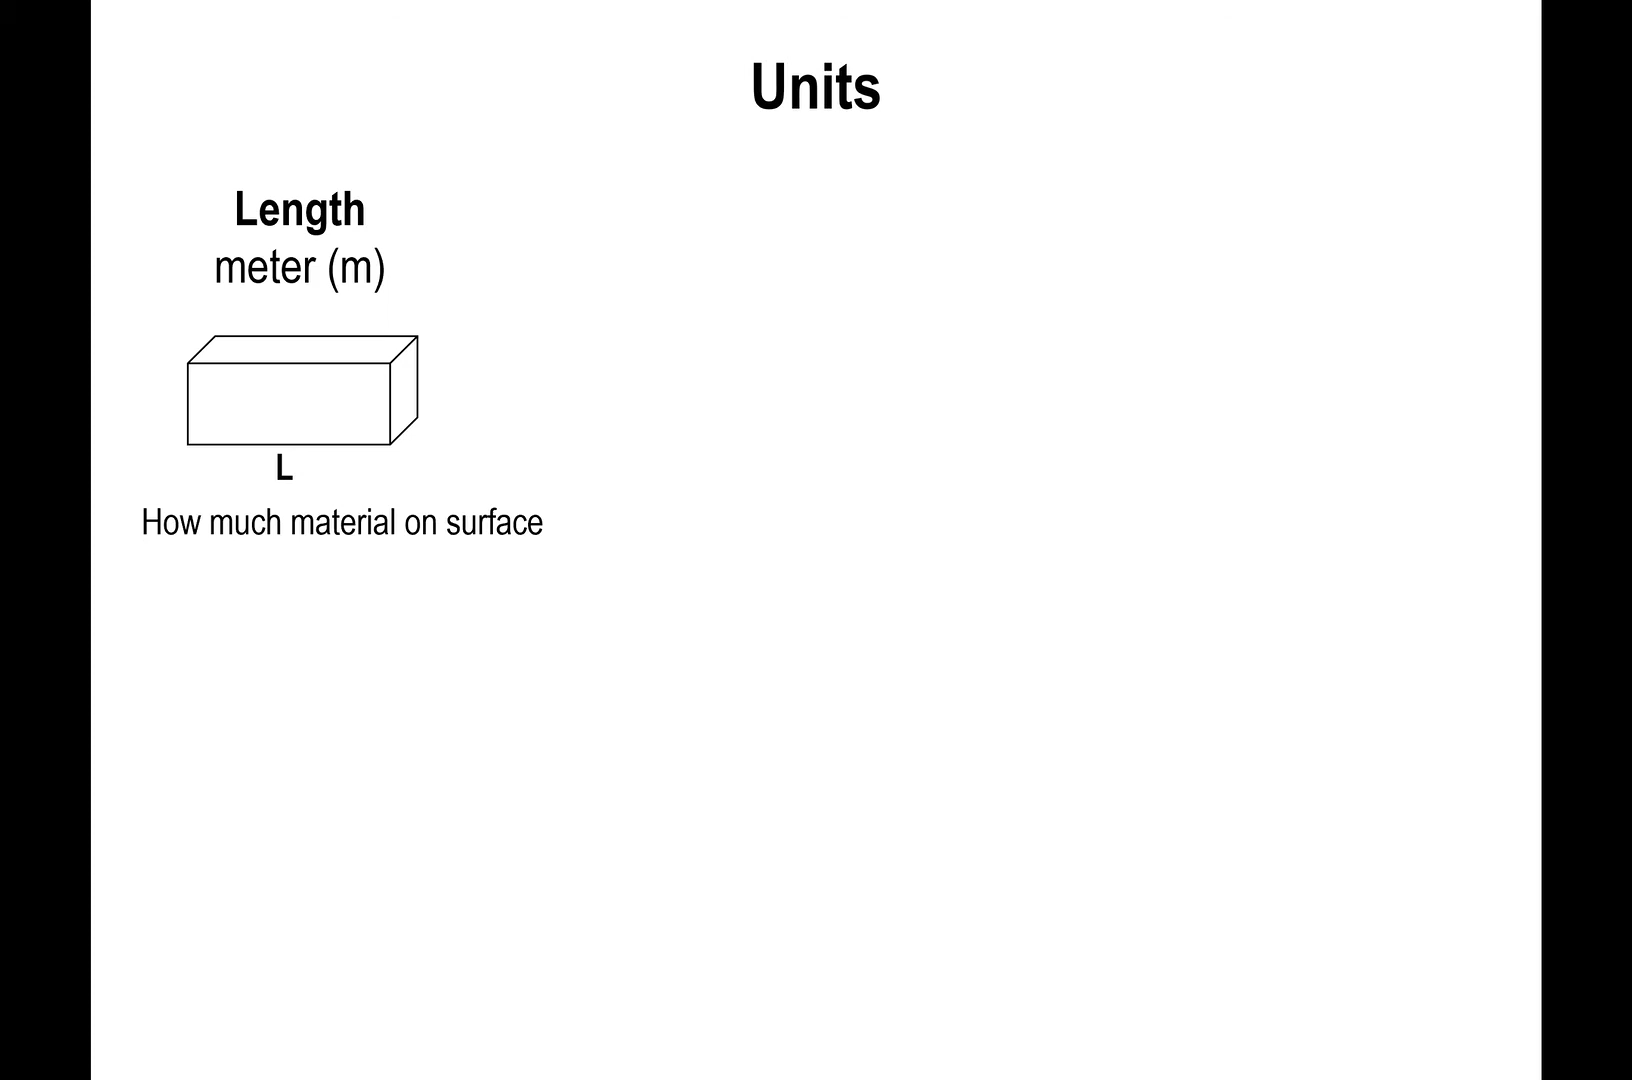 Units
Length
meter (m)
L
How much material on surface